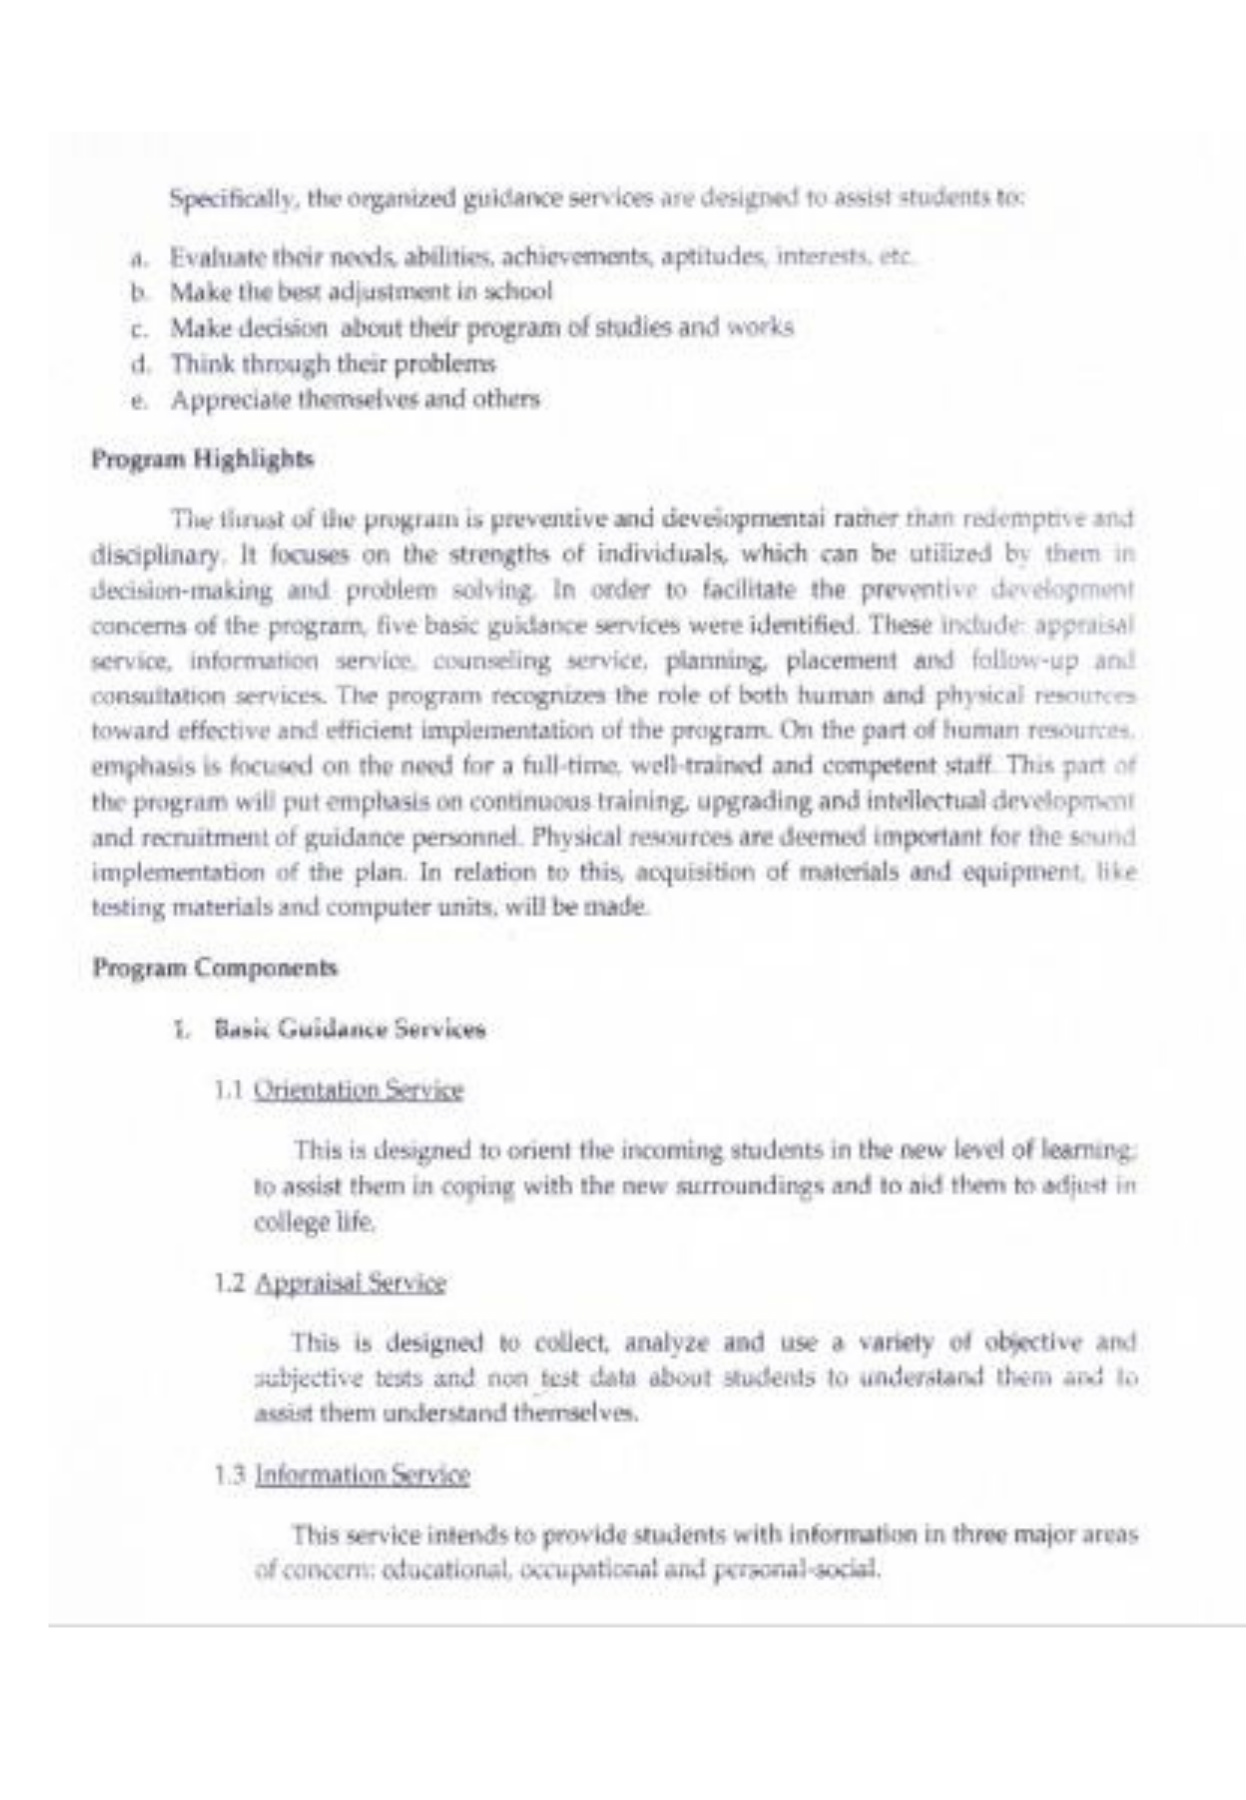 Specifically, the organized guidance services are designed to assist students to:
a. Evaluate their needs, abilities, achievements, aptitudes, interests, etc.
b. Make the best adjustment in school
c. Make decision about their program of studies and works
d. Think through their problems
e. Appreciate themselves and others
Program Highlights
The thrust of the program is preventive and developmental rather than redemptive and
disciplinary. It focuses on the strengths of individuals, which can be utilized by them in
decision-making and problem solving. In order to facilitate the preventive development
concerns of the program, five basic guidance services were identified. These include: appraisal
service, information service, counseling service, planning, placement and follow-up and
consultation services. The program recognizes the role of both human and physical resources
toward effective and efficient implementation of the program. On the part of human resources,
emphasis is focused on the need for a full-time, well-trained and competent staff. This part of
the program will put emphasis on continuous training, upgrading and intellectual development
and recruitment of guidance personnel. Physical resources are deemed important for the sound
implementation of the plan. In relation to this, acquisition of materials and equipment, like
testing materials and computer units, will be made.
Program Components
1. Basic Guidance Services
1.1 Orientation Service
This is designed to orient the incoming students in the new level of learning;
to assist them in coping with the new surroundings and to aid them to adjust in
college life.
1.2 Appraisal Service
This is designed to collect, analyze and use a variety of objective and
subjective tests and non test data about students to understand them and to
assist them understand themselves.
1.3 Information Service
This service intends to provide students with information in three major areas
of concern: educational, occupational and personal-social.